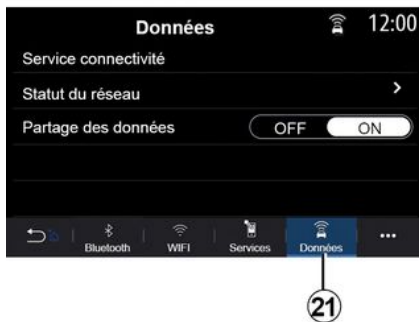 Données 12:00
Service connectivité
Statut du réseau
Partage des données OFF ON
Bluetooth WIFI Services Données
21